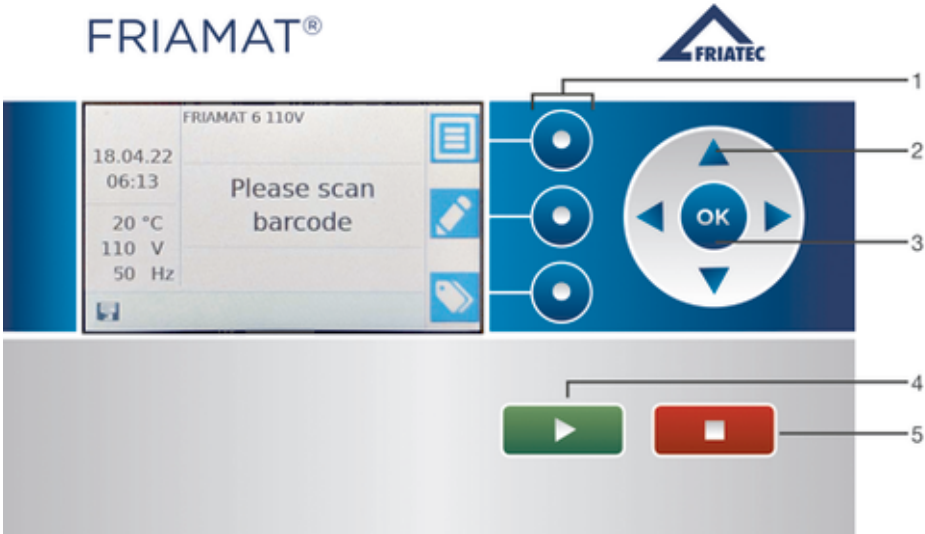 FRIAMAT®
FRIATEC
FRIAMAT 6 110V
18.04.22
06:13
20 °C
110 V
50 Hz
Please scan
barcode
OK
1
2
3
4
5